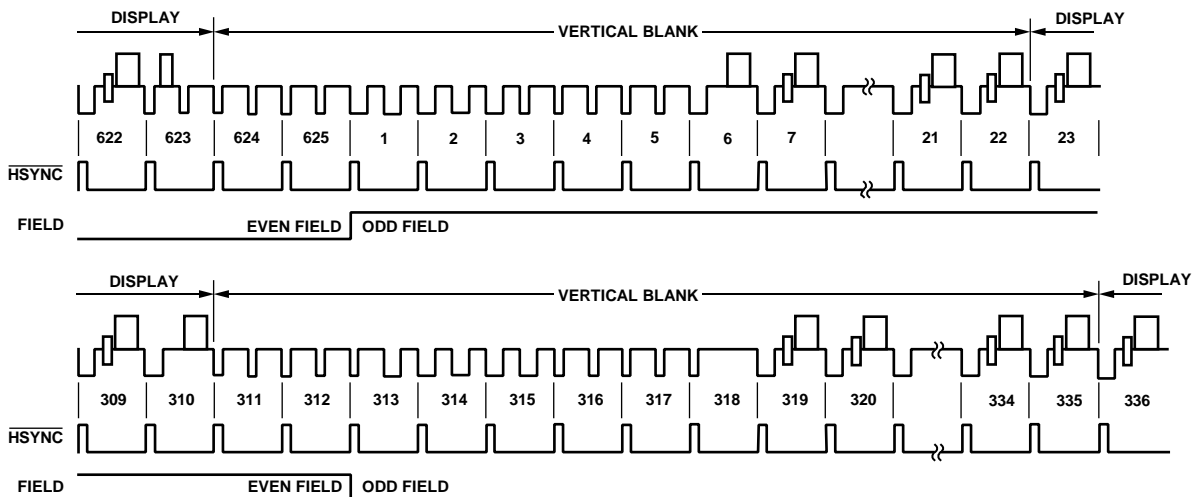 DISPLAY VERTICAL BLANK DISPLAY
622 623 624 625 1 2 3 4 5 6 7 21 22 23
HSYNC
FIELD EVEN FIELD ODD FIELD
DISPLAY VERTICAL BLANK DISPLAY
309 310 311 312 313 314 315 316 317 318 319 320 334 335 336
HSYNC
FIELD EVEN FIELD ODD FIELD